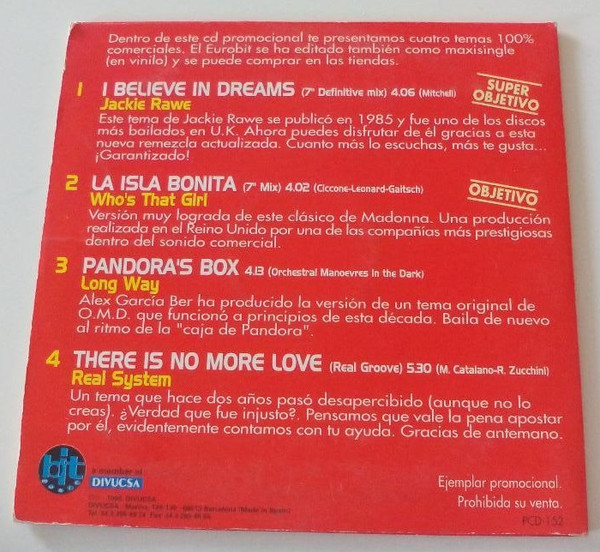 Dentro de este cd promocional te presentamos cuatro temas 100%
comerciales. El Eurobit se ha editado también como maxisingle
(en vinilo) y se puede comprar en las tiendas.
1 I BELIEVE IN DREAMS (7" Definitive mix) 4.06 (Mitchell)
SUPER
OBJETIVO
Jackie Rawe
Este tema de Jackie Rawe se publicó en 1985 y fue uno de los discos
más bailados en U.K. Ahora puedes disfrutar de él gracias a esta
nueva remezcla actualizada. Cuanto más lo escuchas, más te gusta...
¡Garantizado!
2 LA ISLA BONITA (7" Mix) 4.02 (Ciccone-Leonard-Gaitsch)
OBJETIVO
Who's That Girl
Versión muy lograda de este clásico de Madonna. Una producción
realizada en el Reino Unido por una de las compañías más prestigiosas
dentro del sonido comercial.
3 PANDORA'S BOX 4.13 (Orchestral Manoevres in the Dark)
Long Way
Alex García Ber ha producido la versión de un tema original de
O.M.D. que funcionó a principios de esta década. Baila de nuevo
al ritmo de la "caja de Pandora".
4 THERE IS NO MORE LOVE (Real Groove) 5.30 (M. Catalano-R. Zucchini)
Real System
Un tema que hace dos años pasó desapercibido (aunque no lo
creas). ¿Verdad que fue injusto?. Pensamos que vale la pena apostar
por él, evidentemente contamos con tu ayuda. Gracias de antemano.
bit
a member of:
DIVUCSA
DIVUCSA
Barcelona (Made in Spain)
Ejemplar promocional.
Prohibida su venta.
PCD-152